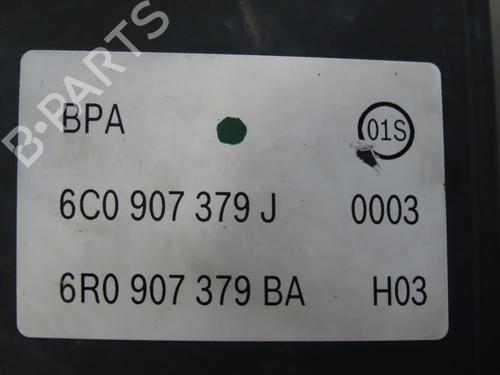 B-PARTS
BPA
01S
6C0 907 379 J 0003
6R0 907 379 BA H03